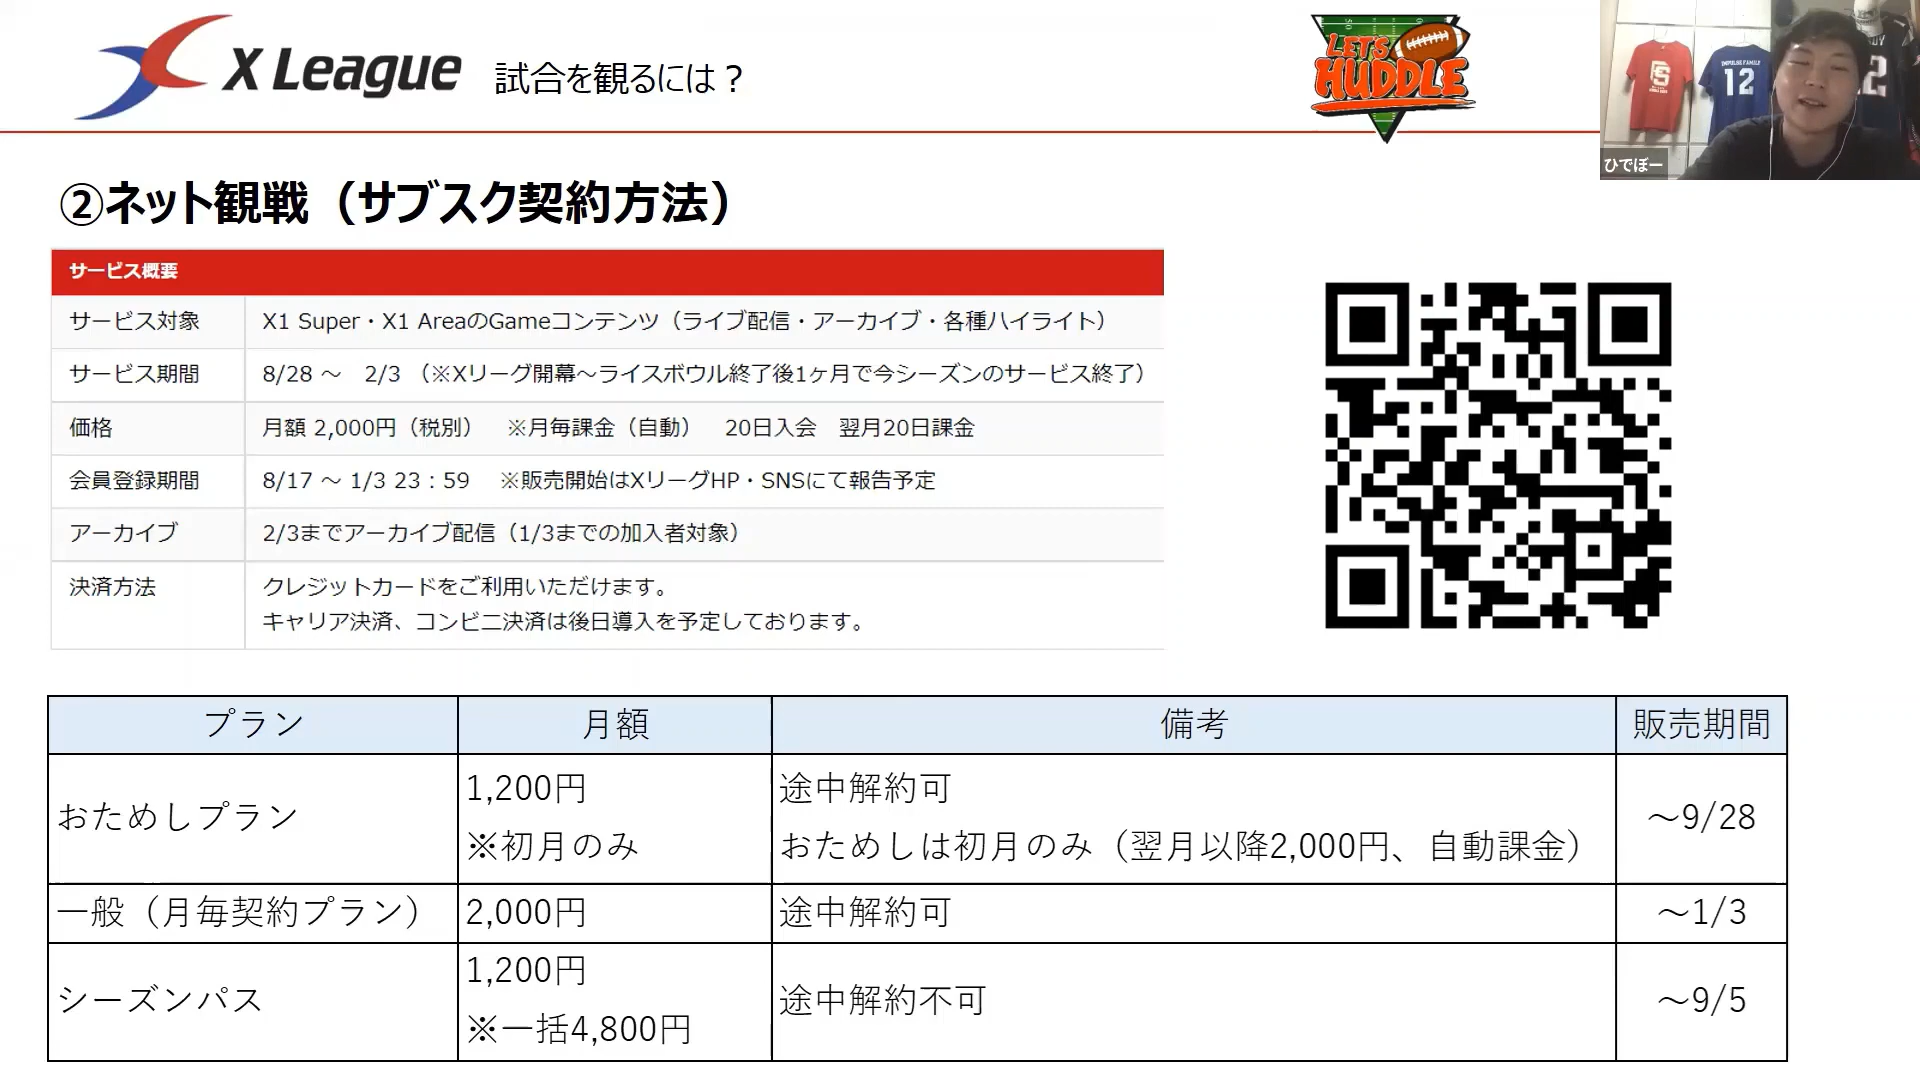 X League 試合を観るには？
LET'S
HUDDLE
IMPULSE FAMILY
12
2
ひでぼー
②ネット観戦（サブスク契約方法）
サービス概要
サービス対象 X1 Super・X1 AreaのGameコンテンツ（ライブ配信・アーカイブ・各種ハイライト）
サービス期間 8/28 ～ 2/3 （※Xリーグ開幕～ライスボウル終了後1ヶ月で今シーズンのサービス終了）
価格 月額 2,000円（税別） ※月毎課金（自動） 20日入会 翌月20日課金
会員登録期間 8/17 ～ 1/3 23：59 ※販売開始はXリーグHP・SNSにて報告予定
アーカイブ 2/3までアーカイブ配信（1/3までの加入者対象）
決済方法 クレジットカードをご利用いただけます。
キャリア決済、コンビニ決済は後日導入を予定しております。
プラン 月額 備考 販売期間
おためしプラン 1,200円 途中解約可 ～9/28
※初月のみ おためしは初月のみ（翌月以降2,000円、自動課金）
一般（月毎契約プラン） 2,000円 途中解約可 ～1/3
シーズンパス 1,200円 途中解約不可 ～9/5
※一括4,800円